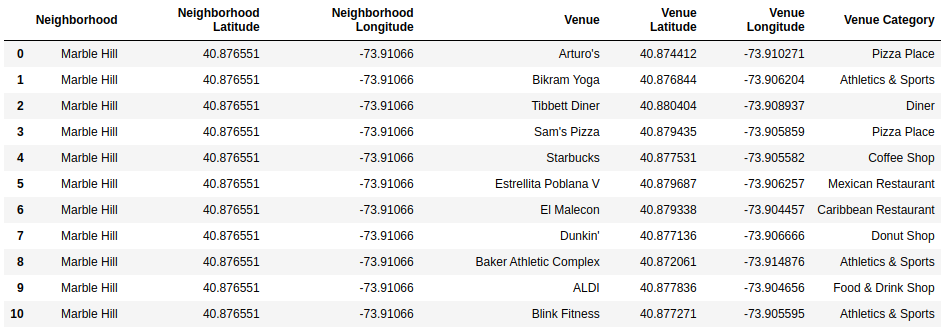 Neighborhood Neighborhood Latitude Neighborhood Longitude Venue Venue Latitude Venue Longitude Venue Category
0 Marble Hill 40.876551 -73.91066 Arturo's 40.874412 -73.910271 Pizza Place
1 Marble Hill 40.876551 -73.91066 Bikram Yoga 40.876844 -73.906204 Athletics & Sports
2 Marble Hill 40.876551 -73.91066 Tibbett Diner 40.880404 -73.908937 Diner
3 Marble Hill 40.876551 -73.91066 Sam's Pizza 40.879435 -73.905859 Pizza Place
4 Marble Hill 40.876551 -73.91066 Starbucks 40.877531 -73.905582 Coffee Shop
5 Marble Hill 40.876551 -73.91066 Estrellita Poblana V 40.879687 -73.906257 Mexican Restaurant
6 Marble Hill 40.876551 -73.91066 El Malecon 40.879338 -73.904457 Caribbean Restaurant
7 Marble Hill 40.876551 -73.91066 Dunkin' 40.877136 -73.906666 Donut Shop
8 Marble Hill 40.876551 -73.91066 Baker Athletic Complex 40.872061 -73.914876 Athletics & Sports
9 Marble Hill 40.876551 -73.91066 ALDI 40.877836 -73.904656 Food & Drink Shop
10 Marble Hill 40.876551 -73.91066 Blink Fitness 40.877271 -73.905595 Athletics & Sports